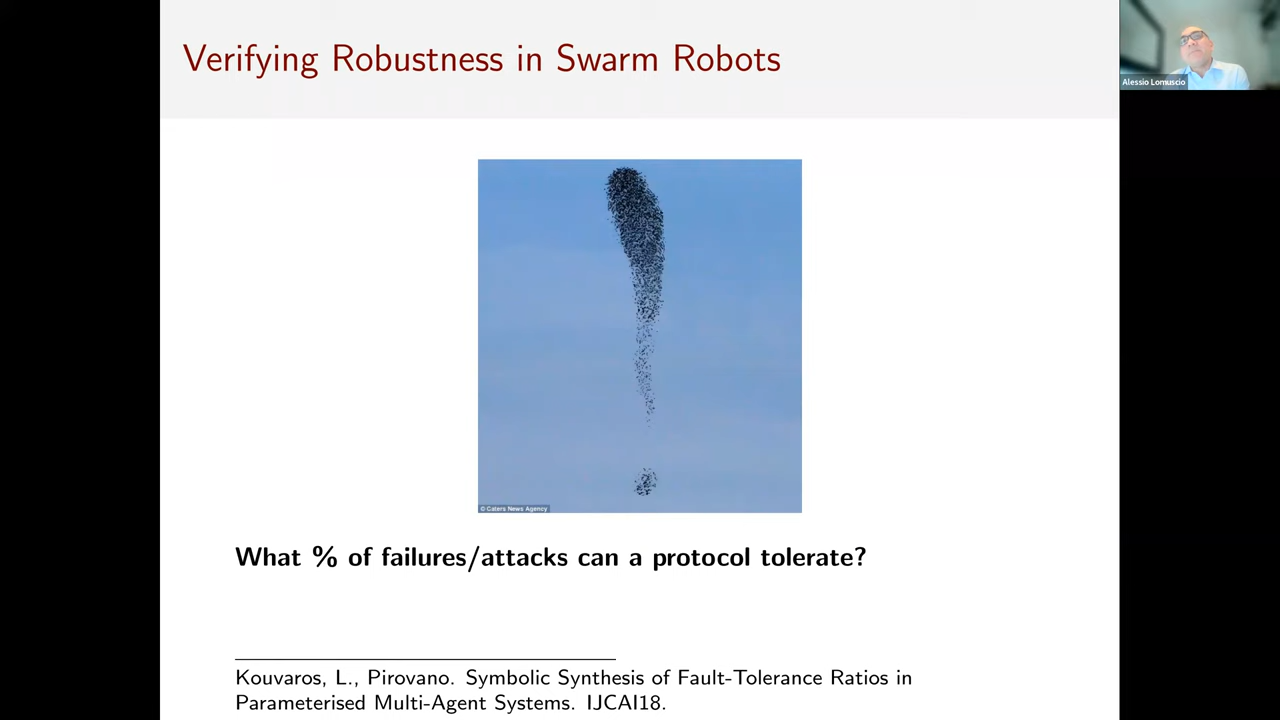 Verifying Robustness in Swarm Robots
Alessio Lomuscio
© Caters News Agency
What % of failures/attacks can a protocol tolerate?
Kouvaros, L., Pirovano. Symbolic Synthesis of Fault-Tolerance Ratios in
Parameterised Multi-Agent Systems. IJCAI18.